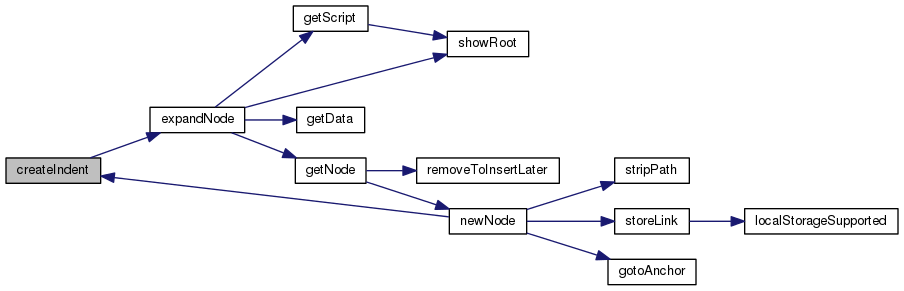 getScript
showRoot
expandNode
getData
createIndent
getNode
removeToInsertLater
stripPath
newNode
storeLink
localStorageSupported
gotoAnchor